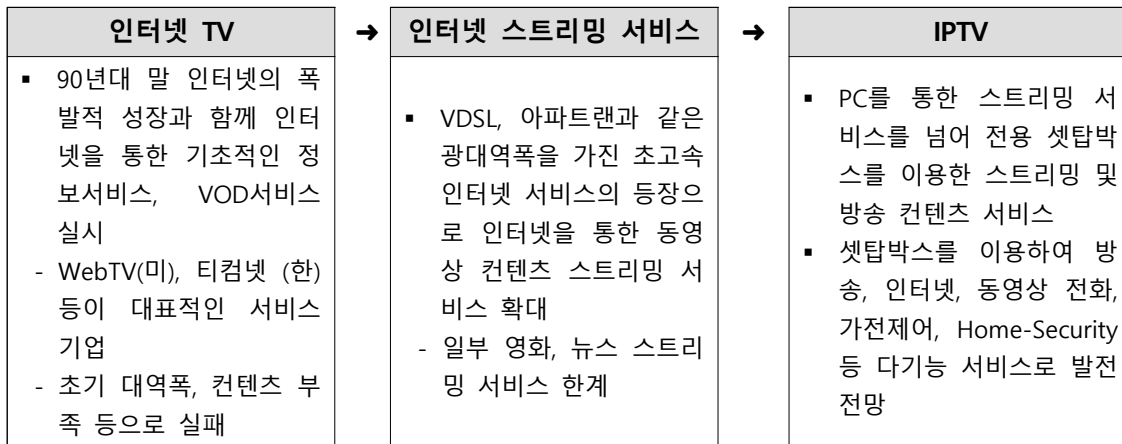 인터넷 TV
▪ 90년대 말 인터넷의 폭
발적 성장과 함께 인터
넷을 통한 기초적인 정
보서비스, VOD서비스
실시
- WebTV(미), 티컴넷 (한)
등이 대표적인 서비스
기업
- 초기 대역폭, 컨텐츠 부
족 등으로 실패
➜
인터넷 스트리밍 서비스
▪ VDSL, 아파트랜과 같은
광대역폭을 가진 초고속
인터넷 서비스의 등장으
로 인터넷을 통한 동영
상 컨텐츠 스트리밍 서
비스 확대
- 일부 영화, 뉴스 스트리
밍 서비스 한계
➜
IPTV
▪ PC를 통한 스트리밍 서
비스를 넘어 전용 셋탑박
스를 이용한 스트리밍 및
방송 컨텐츠 서비스
▪ 셋탑박스를 이용하여 방
송, 인터넷, 동영상 전화,
가전제어, Home-Security
등 다기능 서비스로 발전
전망